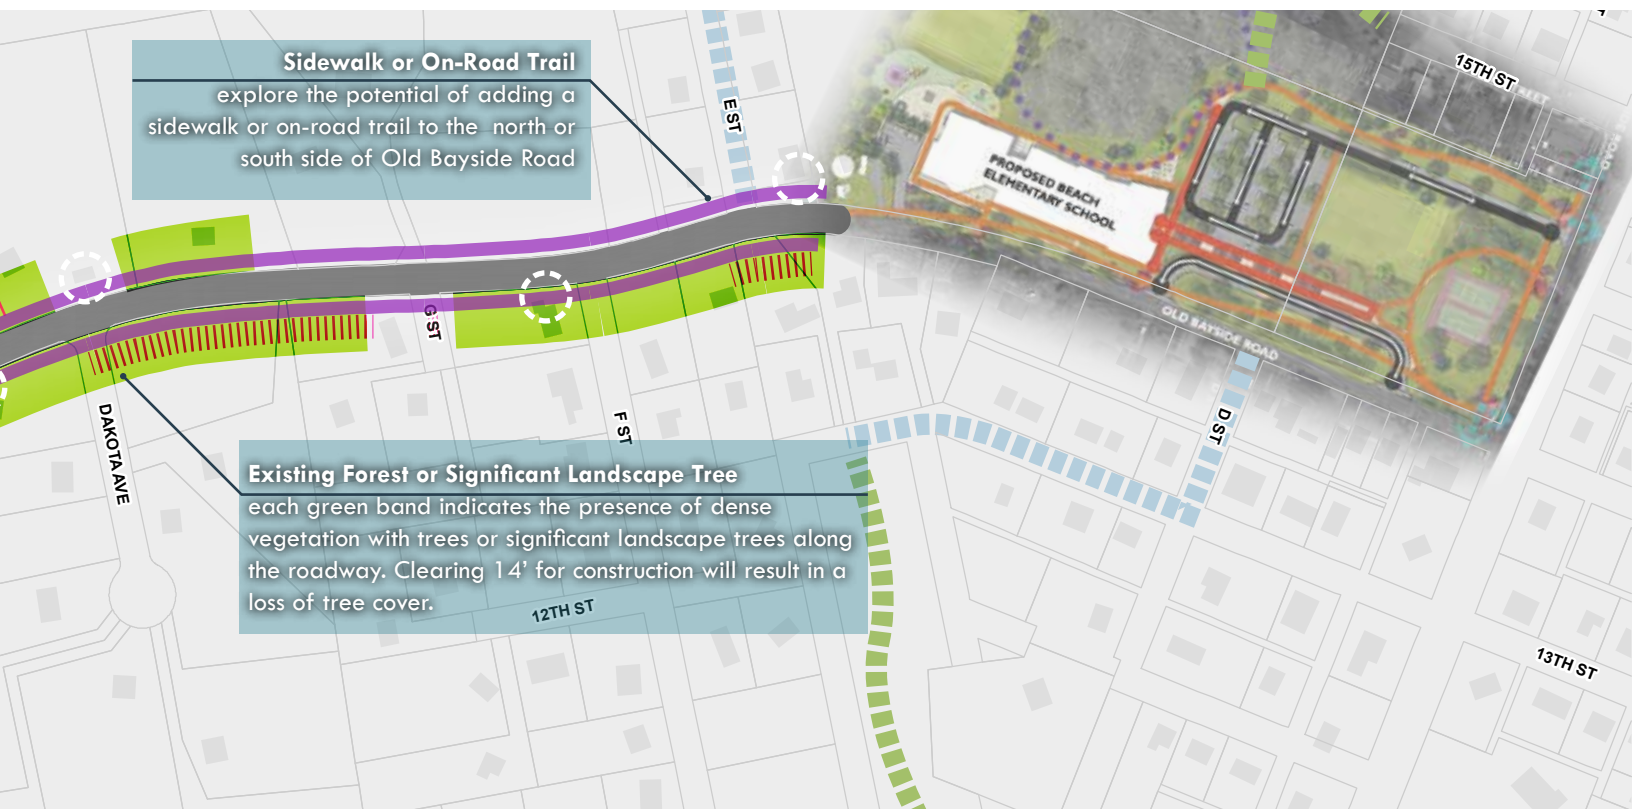 Sidewalk or On-Road Trail
explore the potential of adding a
sidewalk or on-road trail to the north or
south side of Old Bayside Road
E ST
15TH ST
PROPOSED BEACH
ELEMENTARY SCHOOL
OLD BAYSIDE ROAD
G ST
D ST
DAKOTA AVE
F ST
Existing Forest or Significant Landscape Tree
each green band indicates the presence of dense
vegetation with trees or significant landscape trees along
the roadway. Clearing 14’ for construction will result in a
loss of tree cover.
12TH ST
13TH ST